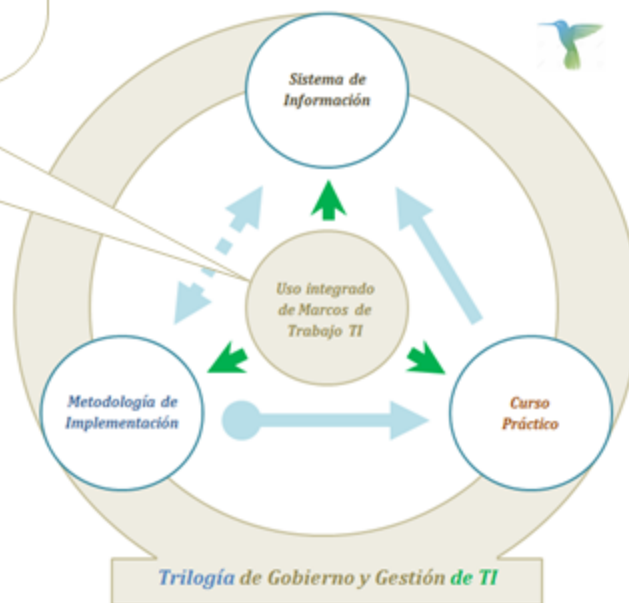 Sistema de
Información
Uso integrado
de Marcos de
Trabajo TI
Metodología de
Implementación
Curso
Práctico
Trilogía de Gobierno y Gestión de TI